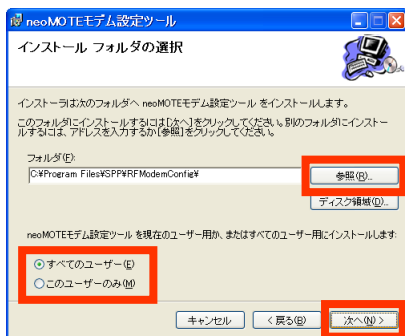 neoMOTEモデム設定ツール
インストール フォルダの選択
インストーラは次のフォルダへ neoMOTEモデム設定ツール をインストールします。
このフォルダにインストールするには[次へ]をクリックしてください。別のフォルダにインストー
ルするには、アドレスを入力するか[参照]をクリックしてください。
フォルダ(F):
C:¥Program Files¥SPP¥RFModemConfig¥
参照(R)...
ディスク領域(D)...
neoMOTEモデム設定ツール を現在のユーザー用か、またはすべてのユーザー用にインストールします:
すべてのユーザー(E)
このユーザーのみ(M)
キャンセル
< 戻る(B)
次へ(N) >